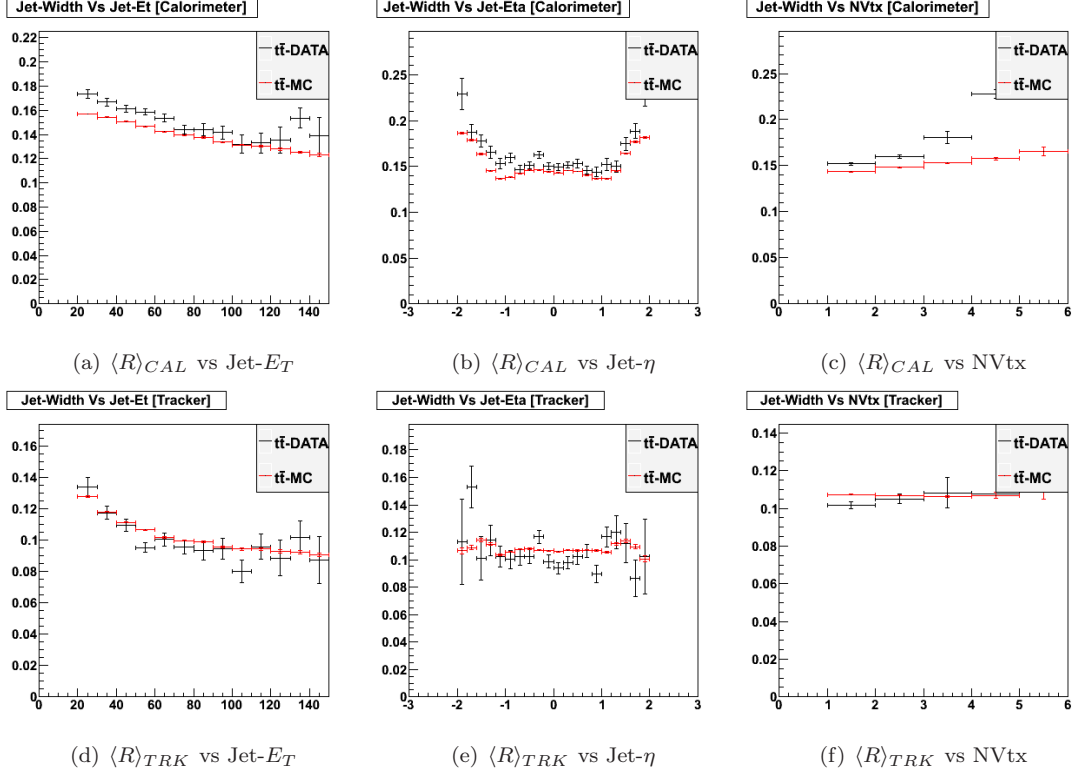 Jet-Width Vs Jet-Et [Calorimeter]
tt̄-DATA
tt̄-MC
0.22
0.2
0.18
0.16
0.14
0.12
0.1
0.08
0.06
0.04
0.02
0
0 20 40 60 80 100 120 140
(a) ⟨R⟩CAL vs Jet-ET
Jet-Width Vs Jet-Eta [Calorimeter]
tt̄-DATA
tt̄-MC
0.25
0.2
0.15
0.1
0.05
0
-3 -2 -1 0 1 2 3
(b) ⟨R⟩CAL vs Jet-η
Jet-Width Vs NVtx [Calorimeter]
tt̄-DATA
tt̄-MC
0.25
0.2
0.15
0.1
0.05
0
0 1 2 3 4 5 6
(c) ⟨R⟩CAL vs NVtx
Jet-Width Vs Jet-Et [Tracker]
tt̄-DATA
tt̄-MC
0.16
0.14
0.12
0.1
0.08
0.06
0.04
0.02
0
0 20 40 60 80 100 120 140
(d) ⟨R⟩TRK vs Jet-ET
Jet-Width Vs Jet-Eta [Tracker]
tt̄-DATA
tt̄-MC
0.18
0.16
0.14
0.12
0.1
0.08
0.06
0.04
0.02
0
-3 -2 -1 0 1 2 3
(e) ⟨R⟩TRK vs Jet-η
Jet-Width Vs NVtx [Tracker]
tt̄-DATA
tt̄-MC
0.14
0.12
0.1
0.08
0.06
0.04
0.02
0
0 1 2 3 4 5 6
(f) ⟨R⟩TRK vs NVtx